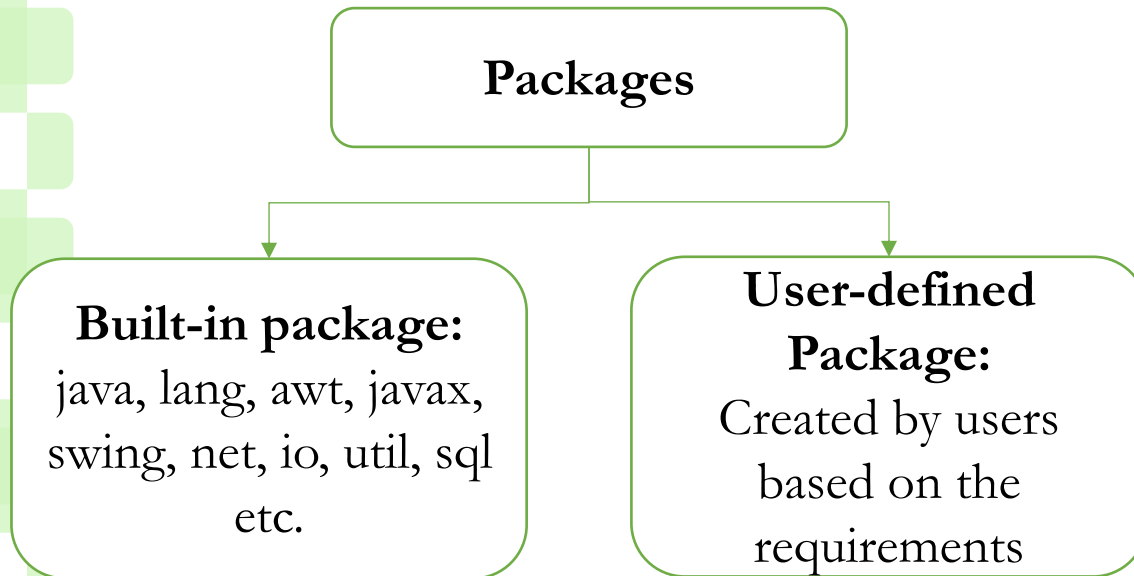 Packages
Built-in package:
java, lang, awt, javax,
swing, net, io, util, sql
etc.
User-defined
Package:
Created by users
based on the
requirements